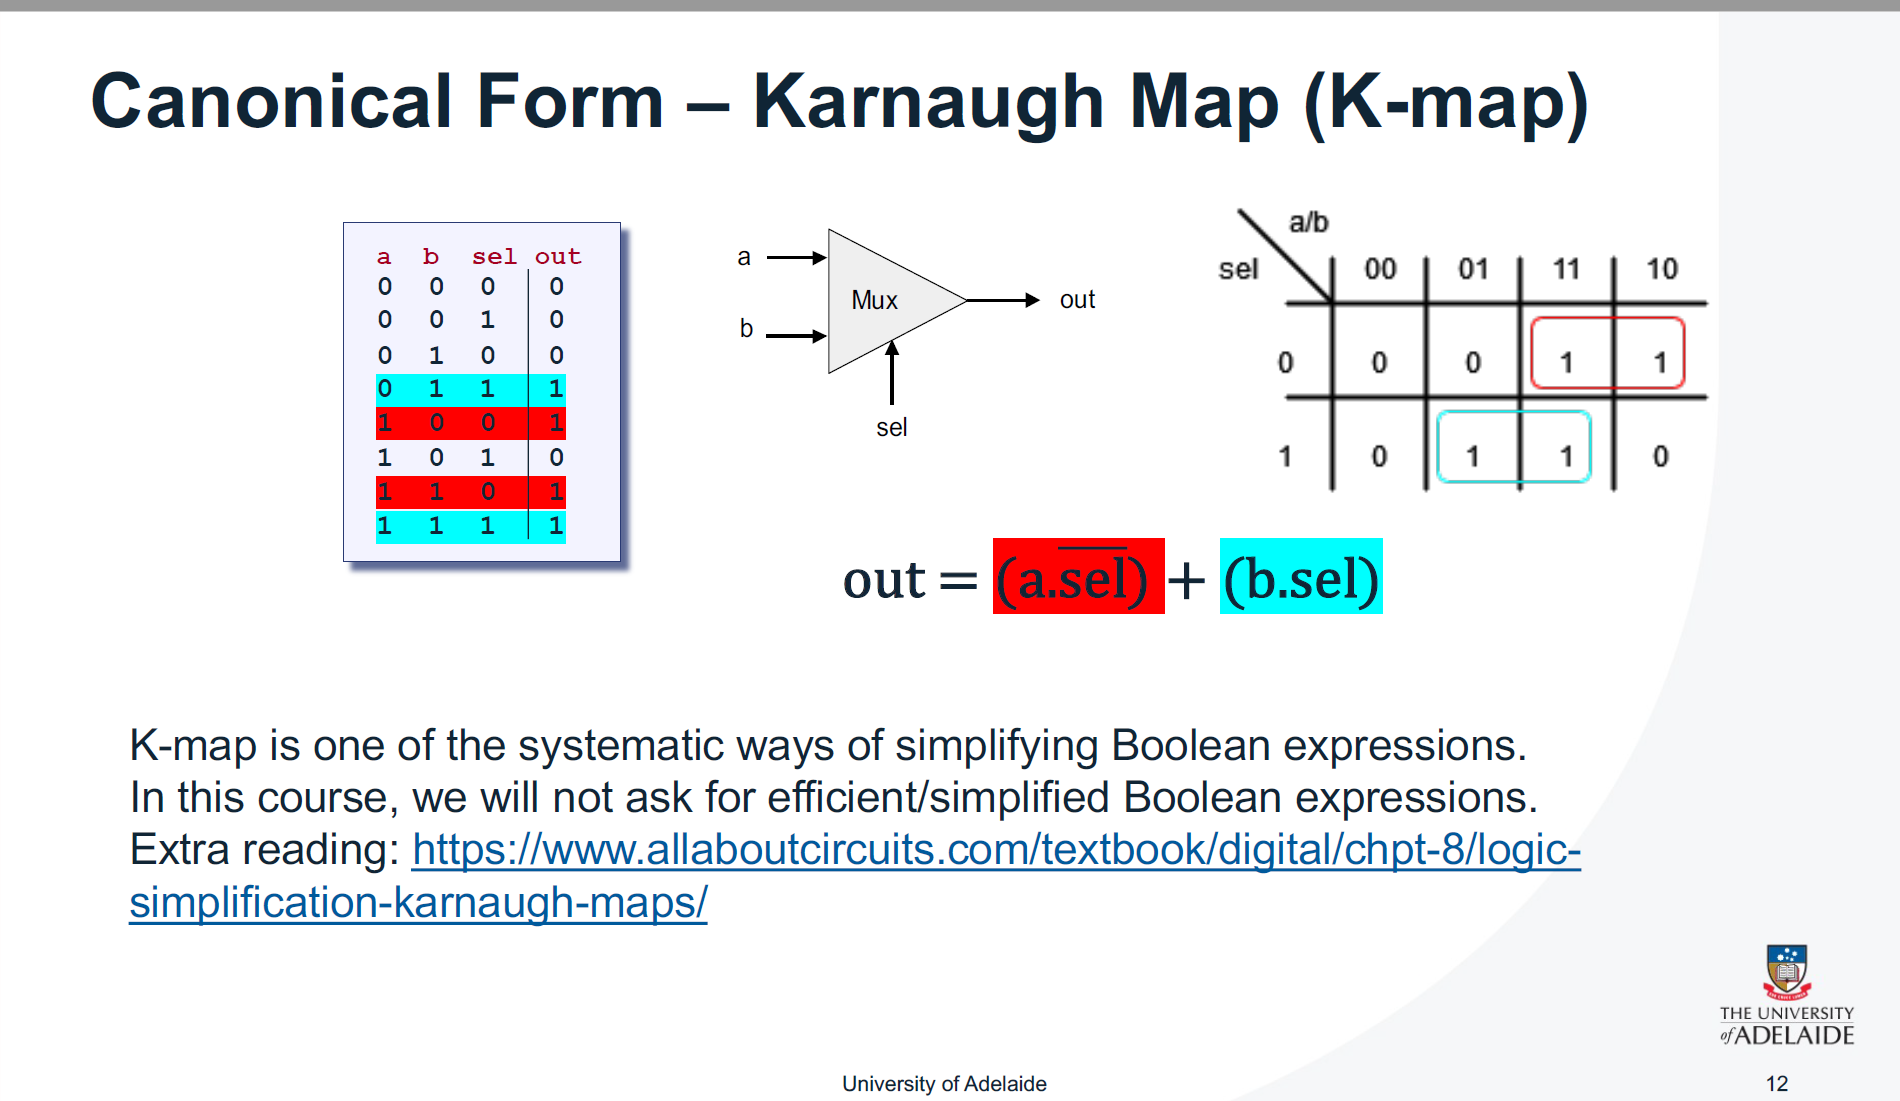 Canonical Form – Karnaugh Map (K-map)
a b sel out
0 0 0 0
0 0 1 0
0 1 0 0
0 1 1 1
1 0 0 1
1 0 1 0
1 1 0 1
1 1 1 1
a
b
Mux
out
sel
a/b
sel 00 01 11 10
0 0 0 1 1
1 0 1 1 0
out = (a.s̅e̅l̅) + (b.sel)
K-map is one of the systematic ways of simplifying Boolean expressions.
In this course, we will not ask for efficient/simplified Boolean expressions.
Extra reading: https://www.allaboutcircuits.com/textbook/digital/chpt-8/logic-
simplification-karnaugh-maps/
THE UNIVERSITY
of ADELAIDE
University of Adelaide
12